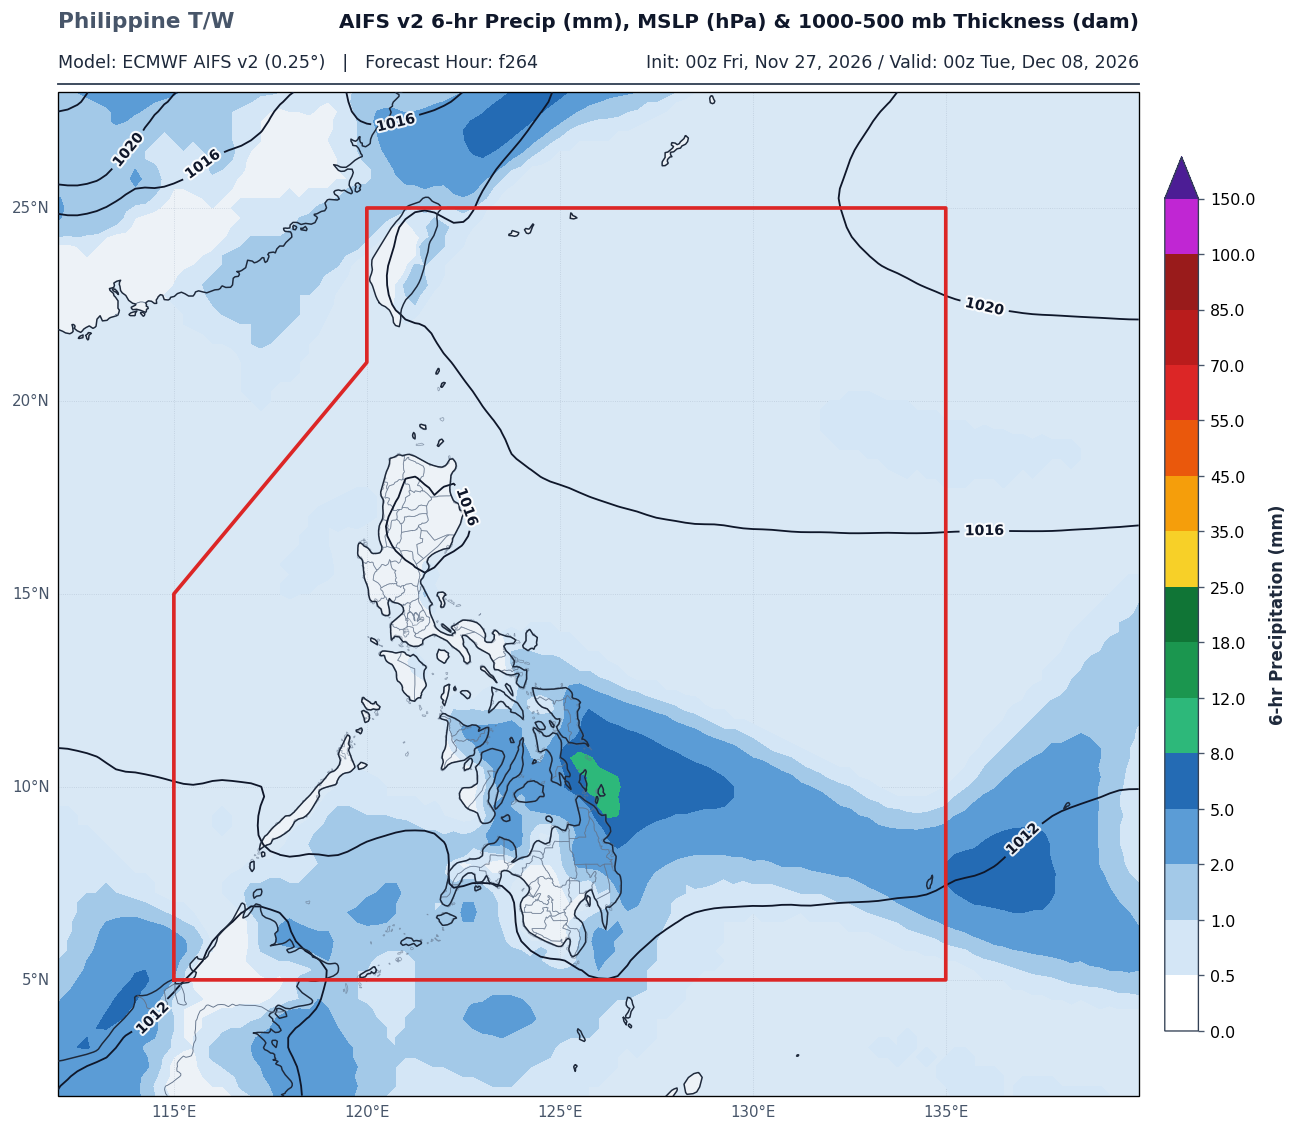 Philippine T/W
AIFS v2 6-hr Precip (mm), MSLP (hPa) & 1000-500 mb Thickness (dam)
Model: ECMWF AIFS v2 (0.25°) | Forecast Hour: f264
Init: 00z Fri, Nov 27, 2026 / Valid: 00z Tue, Dec 08, 2026
1020
1016
1016
25°N
1020
20°N
1016
1016
15°N
10°N
1012
5°N
1012
115°E
120°E
125°E
130°E
135°E
150.0
100.0
85.0
70.0
55.0
45.0
35.0
25.0
18.0
12.0
8.0
5.0
2.0
1.0
0.5
0.0
6-hr Precipitation (mm)